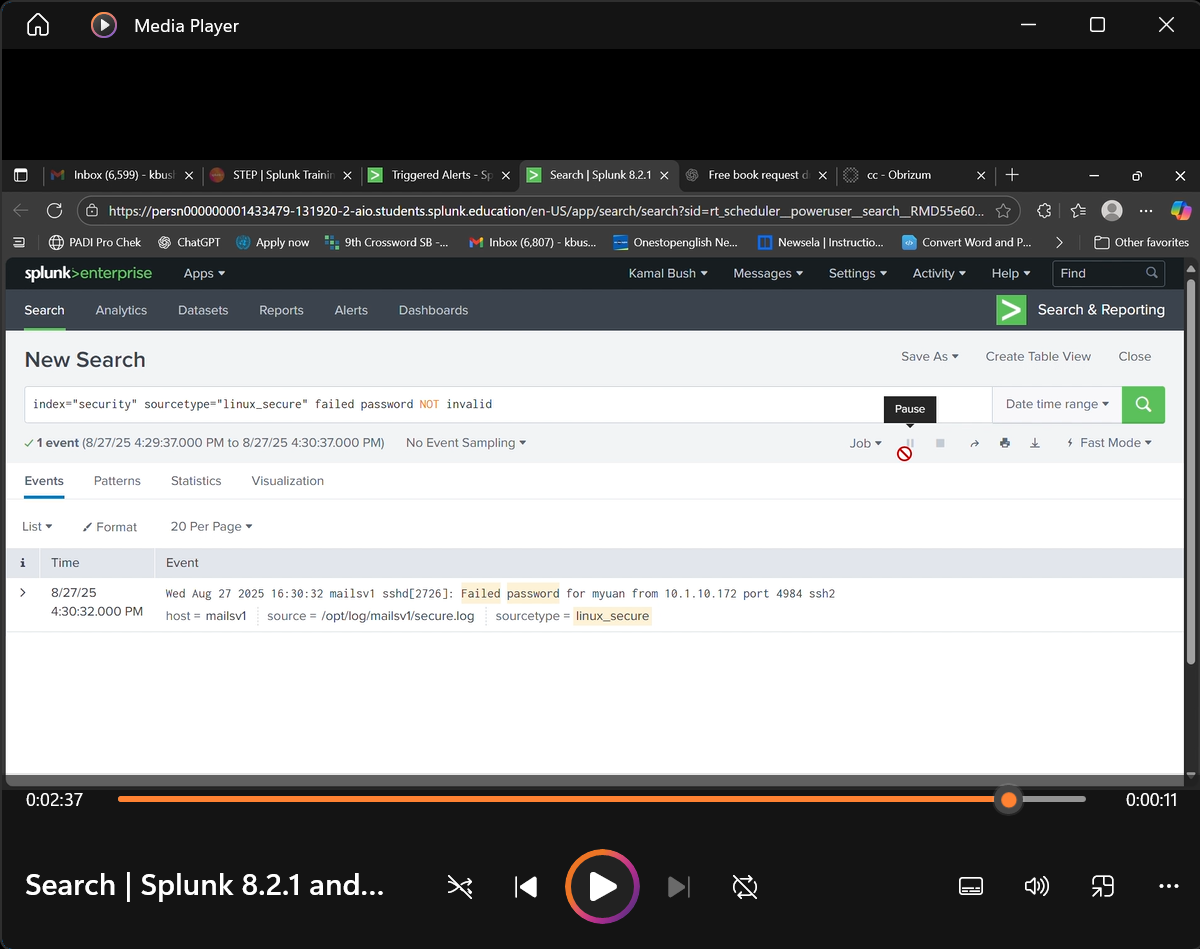 Media Player
Inbox (6,599) - kbush
STEP | Splunk Trainin
Triggered Alerts - Sp
Search | Splunk 8.2.1
Free book request d
cc - Obrizum
https://persn000000001433479-131920-2-aio.students.splunk.education/en-US/app/search/search?sid=rt_scheduler__poweruser__search__RMD55e60...
PADI Pro Chek
ChatGPT
Apply now
9th Crossword SB -...
Inbox (6,807) - kbus...
Onestopenglish Ne...
Newsela | Instructio...
Convert Word and P...
Other favorites
splunk>enterprise
Apps
Kamal Bush
Messages
Settings
Activity
Help
Find
Search
Analytics
Datasets
Reports
Alerts
Dashboards
Search & Reporting
New Search
Save As
Create Table View
Close
index="security" sourcetype="linux_secure" failed password NOT invalid
Pause
Date time range
1 event (8/27/25 4:29:37.000 PM to 8/27/25 4:30:37.000 PM)
No Event Sampling
Job
Fast Mode
Events
Patterns
Statistics
Visualization
List
Format
20 Per Page
i
Time
Event
8/27/25
4:30:32.000 PM
Wed Aug 27 2025 16:30:32 mailsv1 sshd[2726]: Failed password for myuan from 10.1.10.172 port 4984 ssh2
host = mailsv1
source = /opt/log/mailsv1/secure.log
sourcetype = linux_secure
0:02:37
0:00:11
Search | Splunk 8.2.1 and...